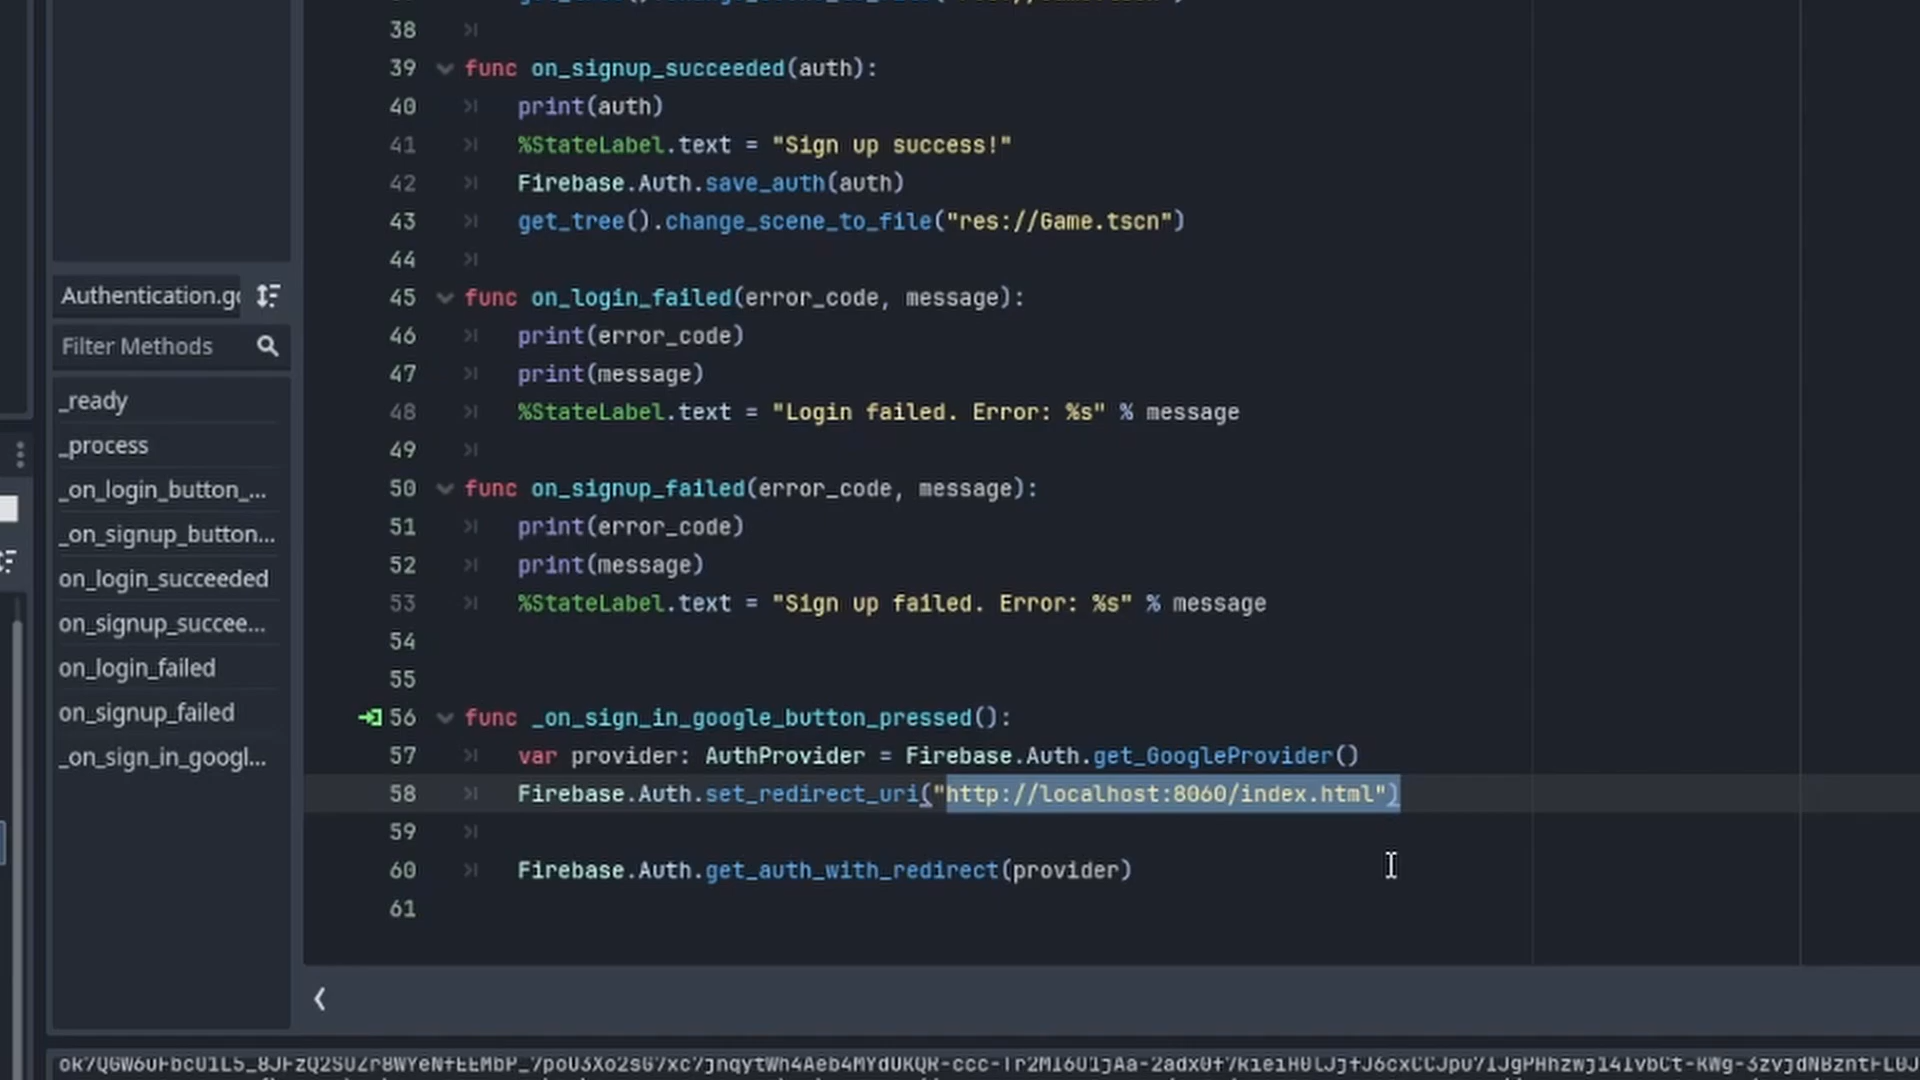 38
39 func on_signup_succeeded(auth):
40 print(auth)
41 %StateLabel.text = "Sign up success!"
42 Firebase.Auth.save_auth(auth)
43 get_tree().change_scene_to_file("res://Game.tscn")
44
45 func on_login_failed(error_code, message):
46 print(error_code)
47 print(message)
48 %StateLabel.text = "Login failed. Error: %s" % message
49
50 func on_signup_failed(error_code, message):
51 print(error_code)
52 print(message)
53 %StateLabel.text = "Sign up failed. Error: %s" % message
54
55
56 func _on_sign_in_google_button_pressed():
57 var provider: AuthProvider = Firebase.Auth.get_GoogleProvider()
58 Firebase.Auth.set_redirect_uri("http://localhost:8060/index.html")
59
60 Firebase.Auth.get_auth_with_redirect(provider)
61
Authentication.g
Filter Methods
_ready
_process
_on_login_button_...
_on_signup_button...
on_login_succeeded
on_signup_succee...
on_login_failed
on_signup_failed
_on_sign_in_googl...